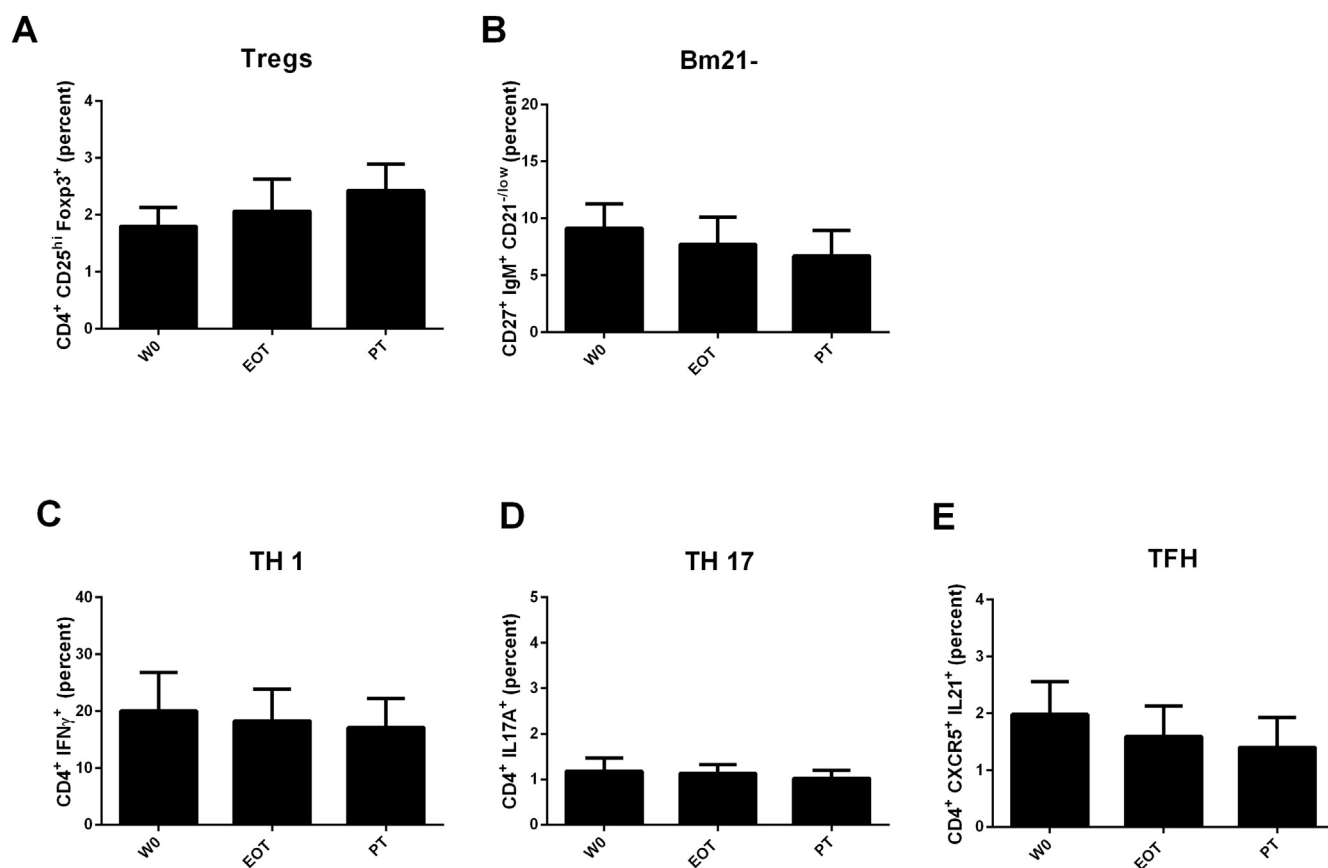 A
Tregs
CD4+ CD25hi Foxp3+ (percent)
4
3
2
1
0
W0
EOT
PT
B
Bm21-
CD27+ IgM+ CD21-/low (percent)
20
15
10
5
0
W0
EOT
PT
C
TH 1
CD4+ IFNγ+ (percent)
40
30
20
10
0
W0
EOT
PT
D
TH 17
CD4+ IL17A+ (percent)
5
4
3
2
1
0
W0
EOT
PT
E
TFH
CD4+ CXCR5+ IL21+ (percent)
4
3
2
1
0
W0
EOT
PT